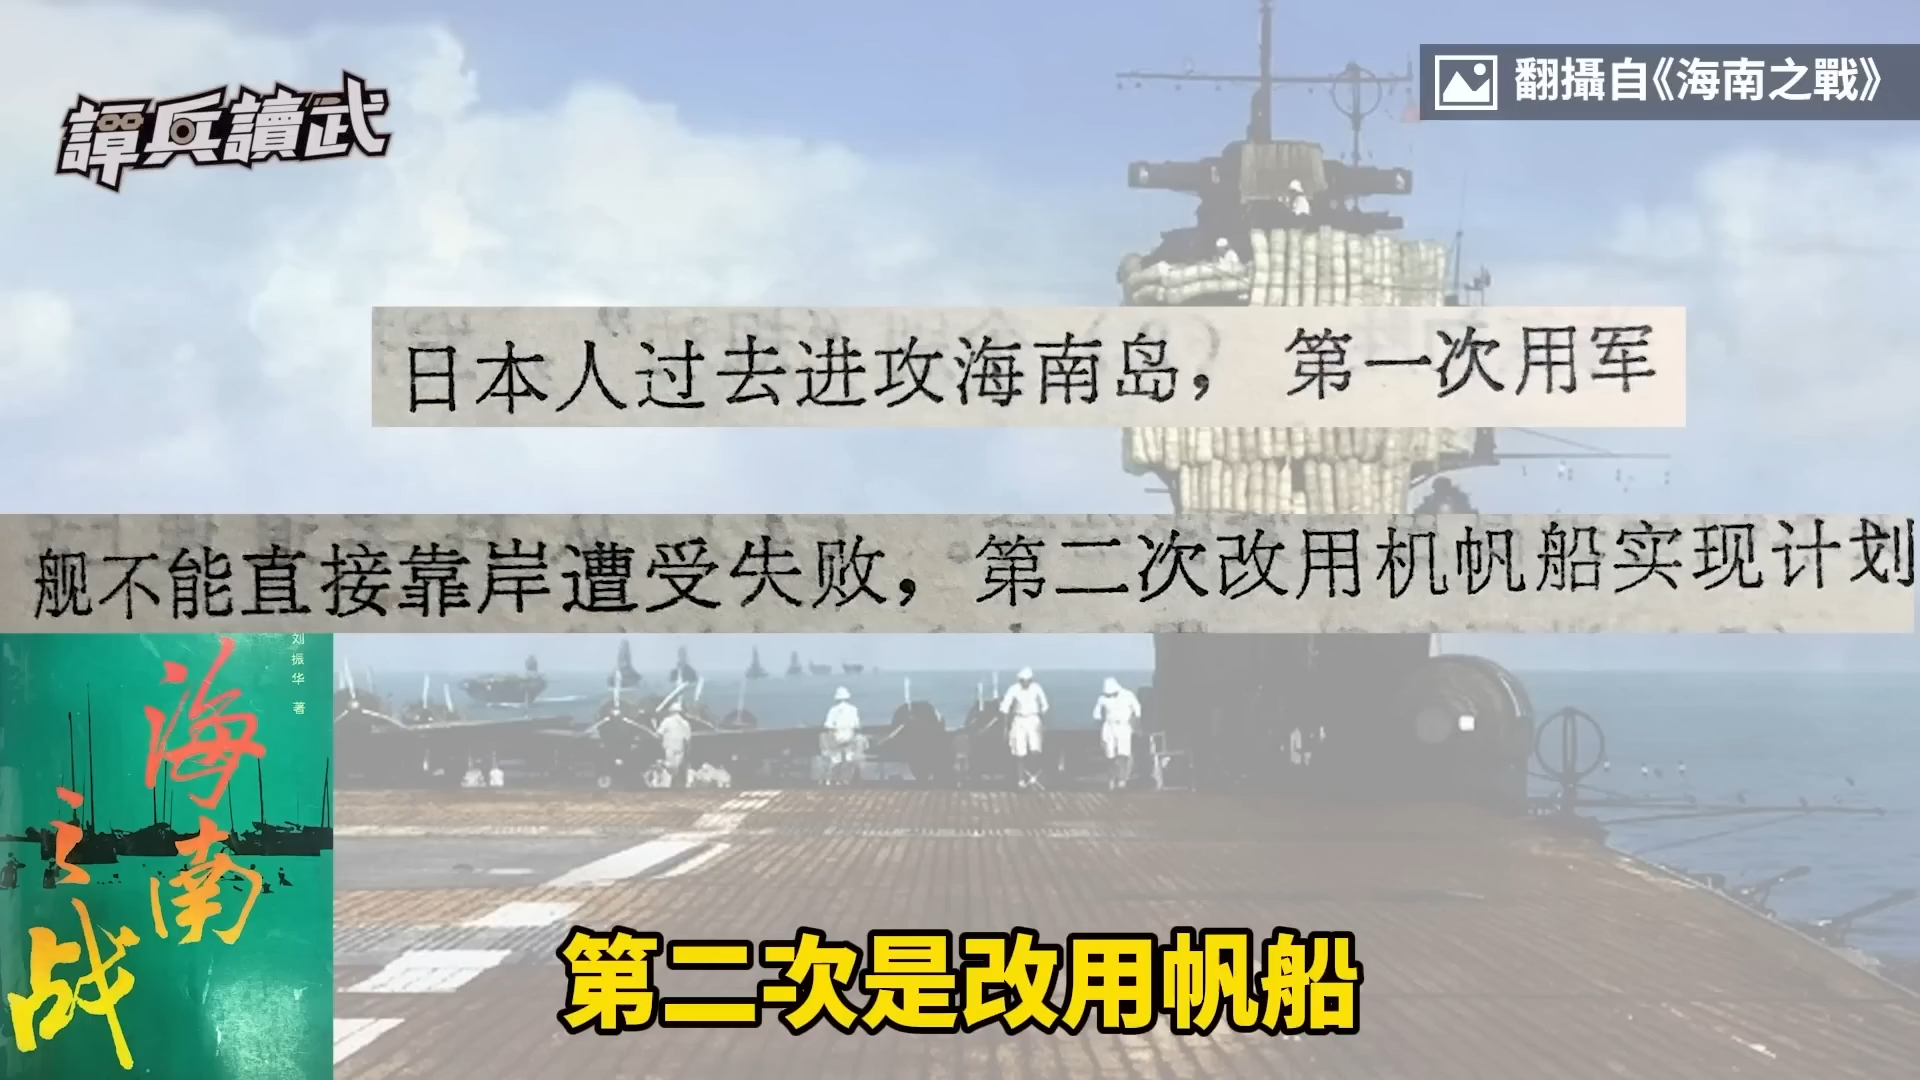 譚兵讀武
翻攝自《海南之戰》
日本人过去进攻海南岛，第一次用军
舰不能直接靠岸遭受失败，第二次改用机帆船实现计划
刘振华 著
海南
之战
第二次是改用帆船